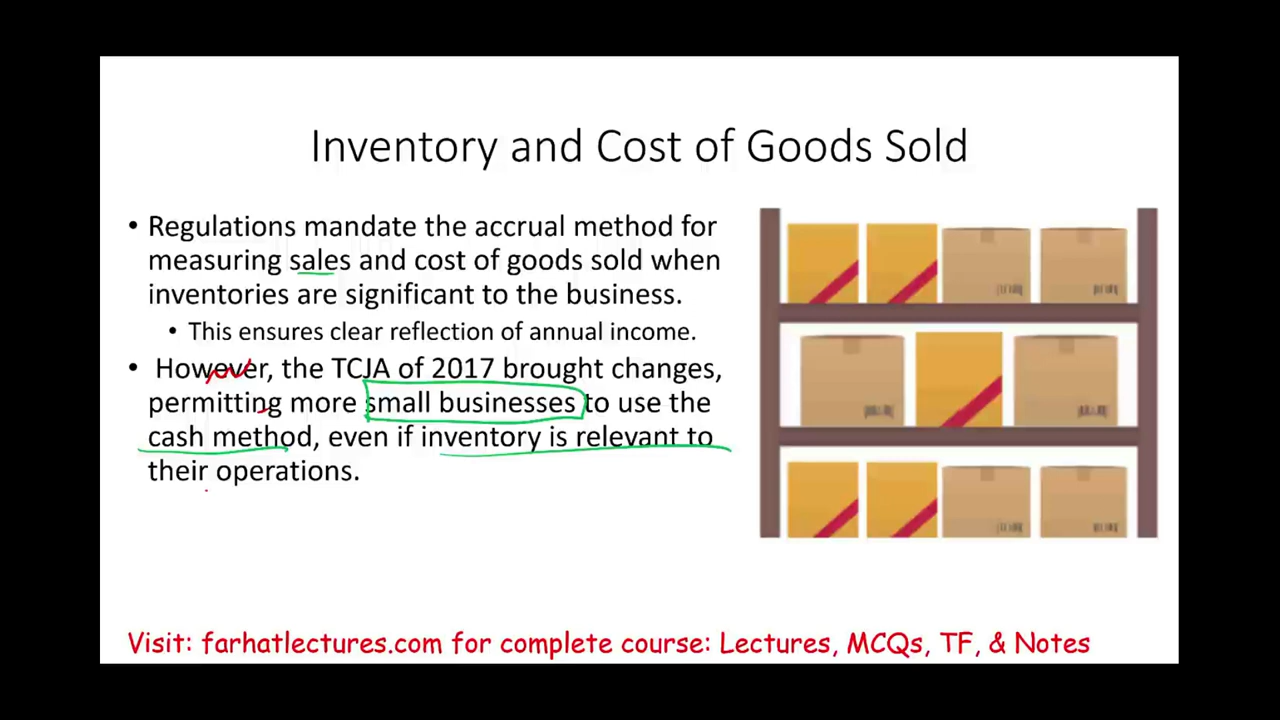 Inventory and Cost of Goods Sold
• Regulations mandate the accrual method for
measuring sales and cost of goods sold when
inventories are significant to the business.
• This ensures clear reflection of annual income.
• However, the TCJA of 2017 brought changes,
permitting more small businesses to use the
cash method, even if inventory is relevant to
their operations.
Visit: farhatlectures.com for complete course: Lectures, MCQs, TF, & Notes